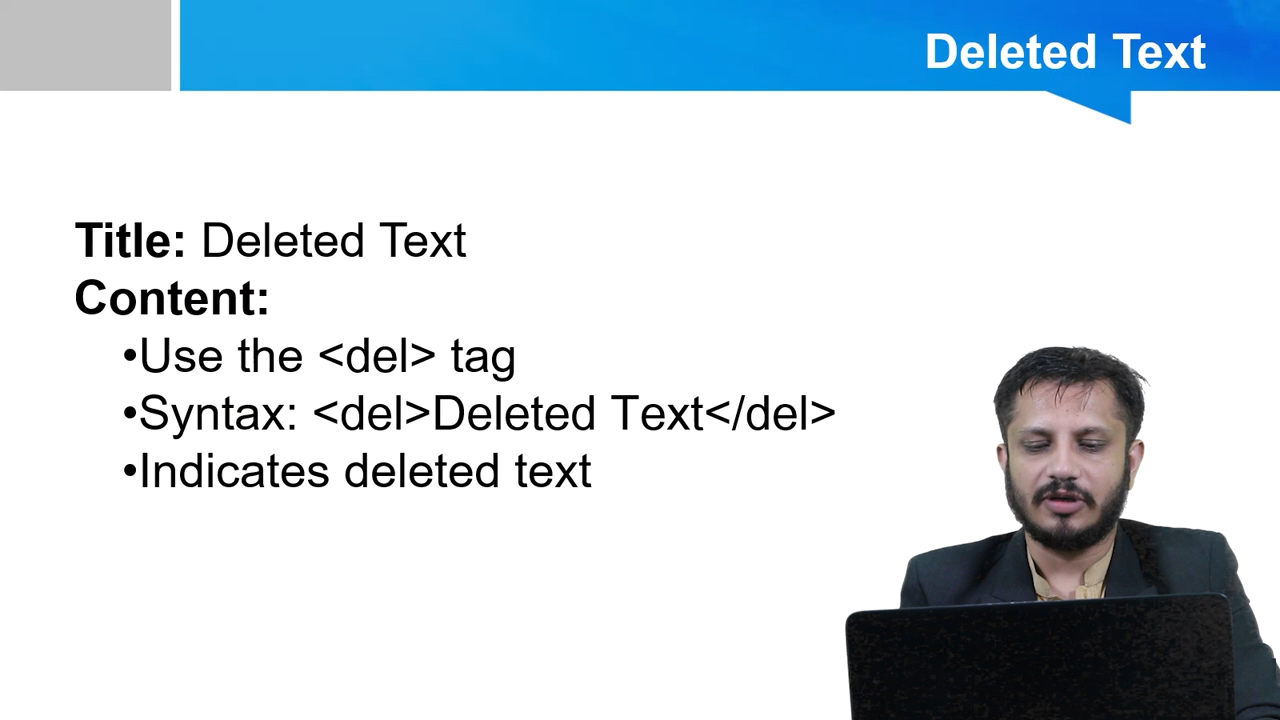 Deleted Text
Title: Deleted Text
Content:
•Use the <del> tag
•Syntax: <del>Deleted Text</del>
•Indicates deleted text